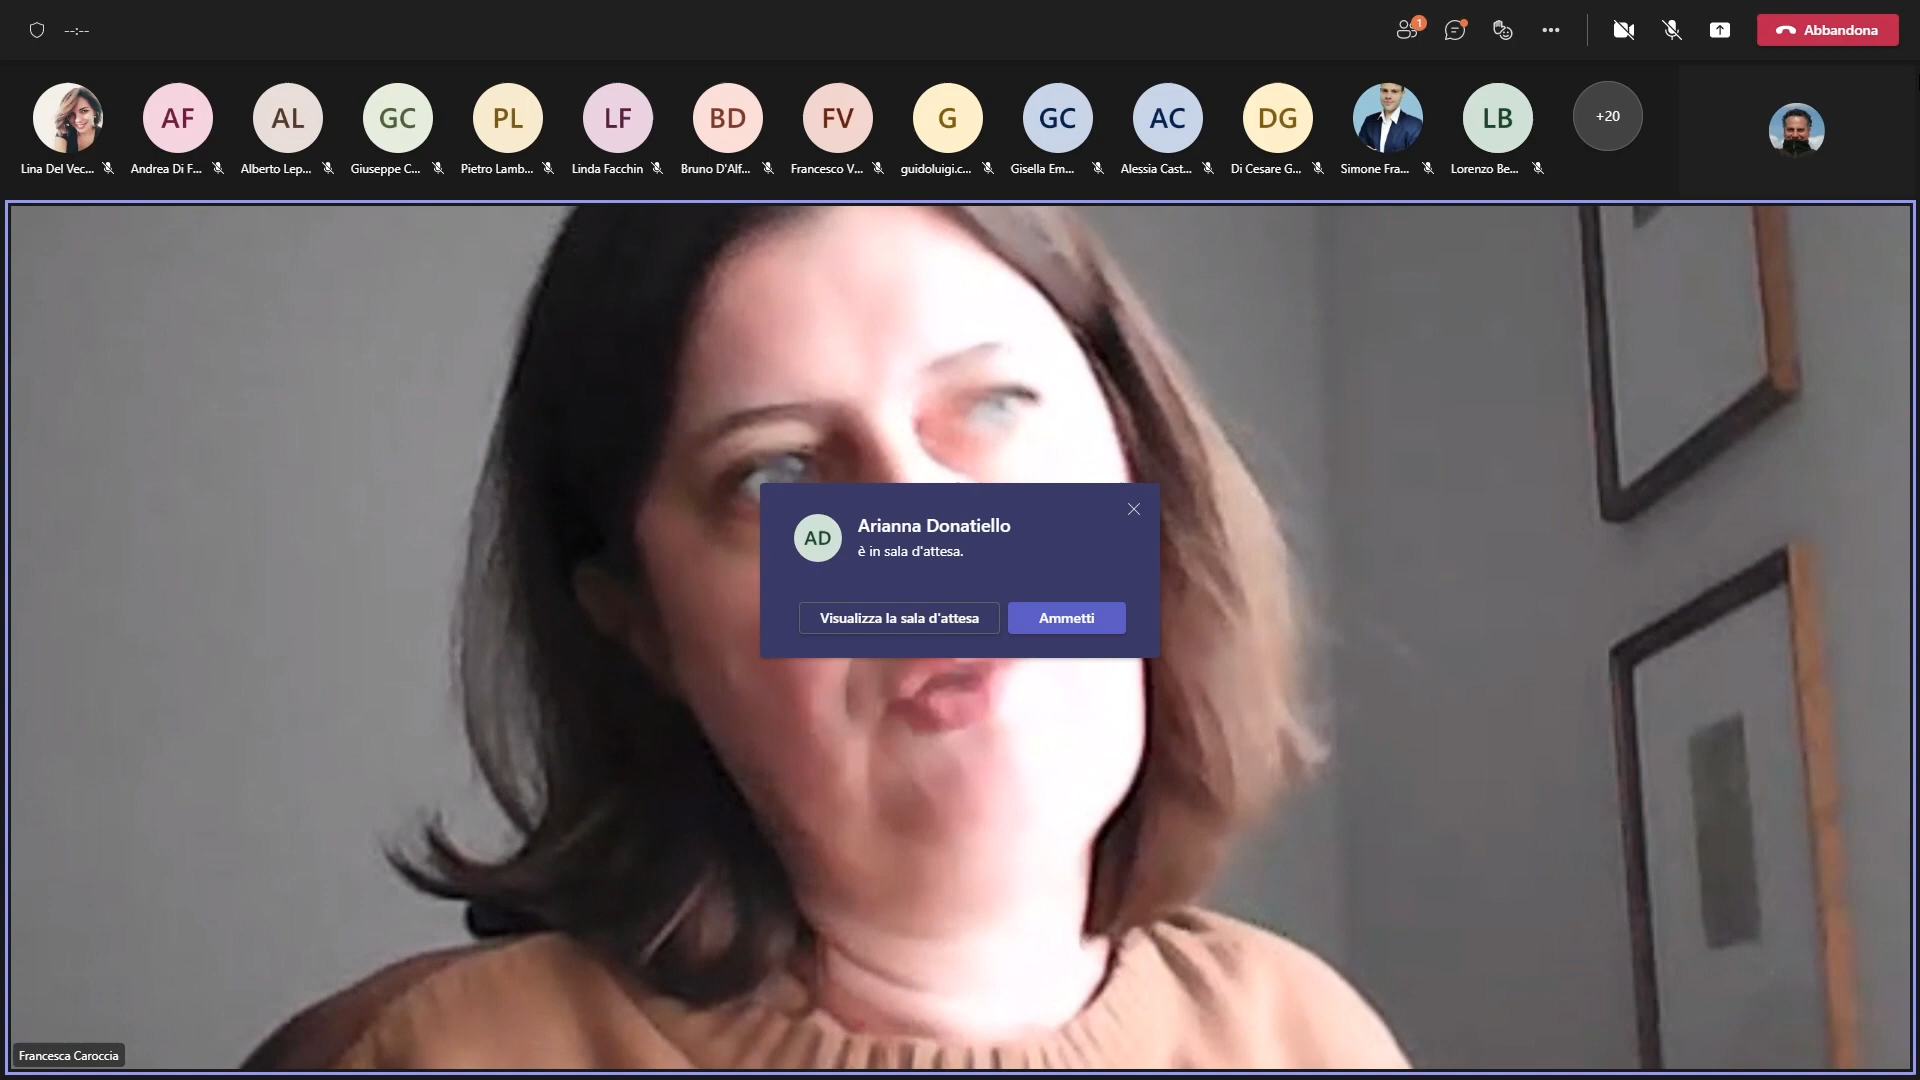 --:--
1
Abbandona
AF
AL
GC
PL
LF
BD
FV
G
GC
AC
DG
LB
+20
Lina Del Vec...
Andrea Di F...
Alberto Lep...
Giuseppe C...
Pietro Lamb...
Linda Facchin
Bruno D'Alf...
Francesco V...
guidoluigi.c...
Gisella Em...
Alessia Cast...
Di Cesare G...
Simone Fra...
Lorenzo Be...
AD
Arianna Donatiello
è in sala d'attesa.
Visualizza la sala d'attesa
Ammetti
Francesca Caroccia